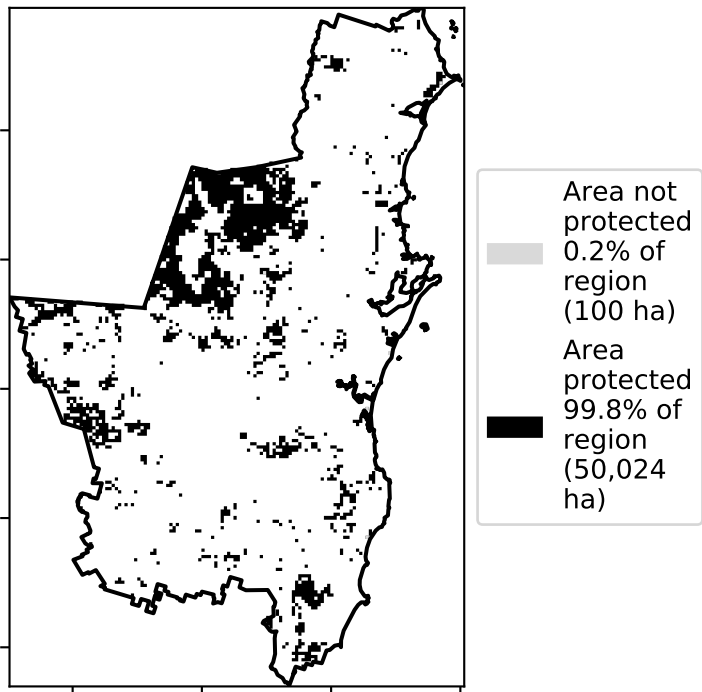 Area not
protected
0.2% of
region
(100 ha)
Area
protected
99.8% of
region
(50,024
ha)